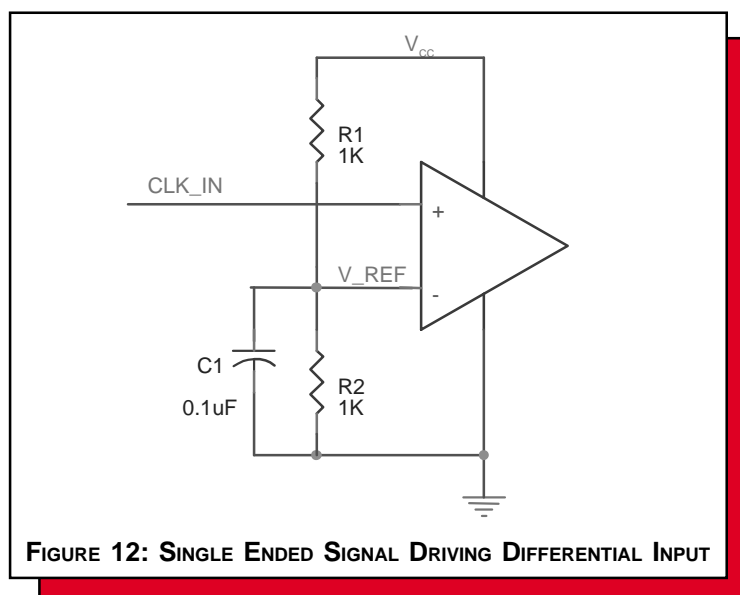 Vcc
R1
1K
CLK_IN
+
V_REF
-
C1
0.1uF
R2
1K
FIGURE 12: SINGLE ENDED SIGNAL DRIVING DIFFERENTIAL INPUT